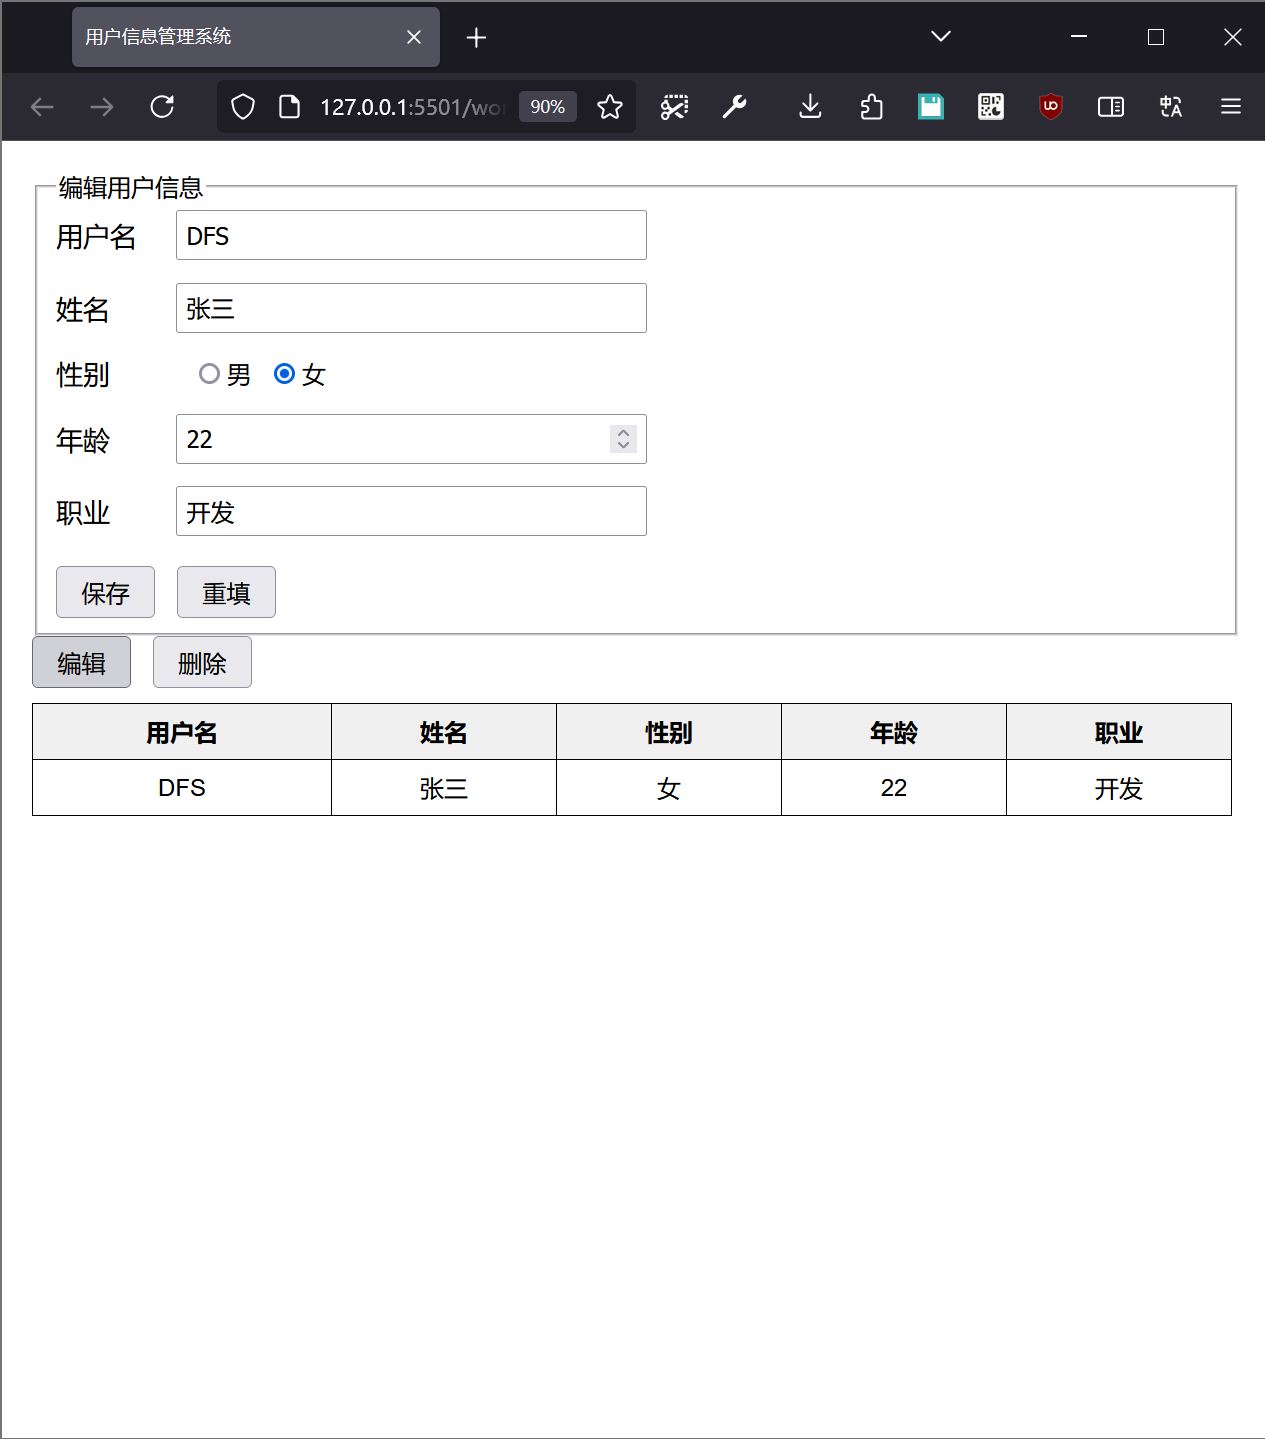 用户信息管理系统
127.0.0.1:5501/wor
90%
编辑用户信息
用户名 DFS
姓名 张三
性别 男 女
年龄 22
职业 开发
保存 重填
编辑 删除
用户名 姓名 性别 年龄 职业
DFS 张三 女 22 开发